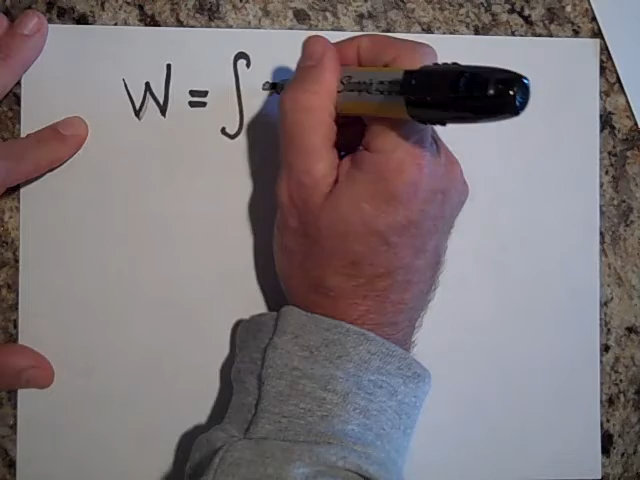 W = ∫